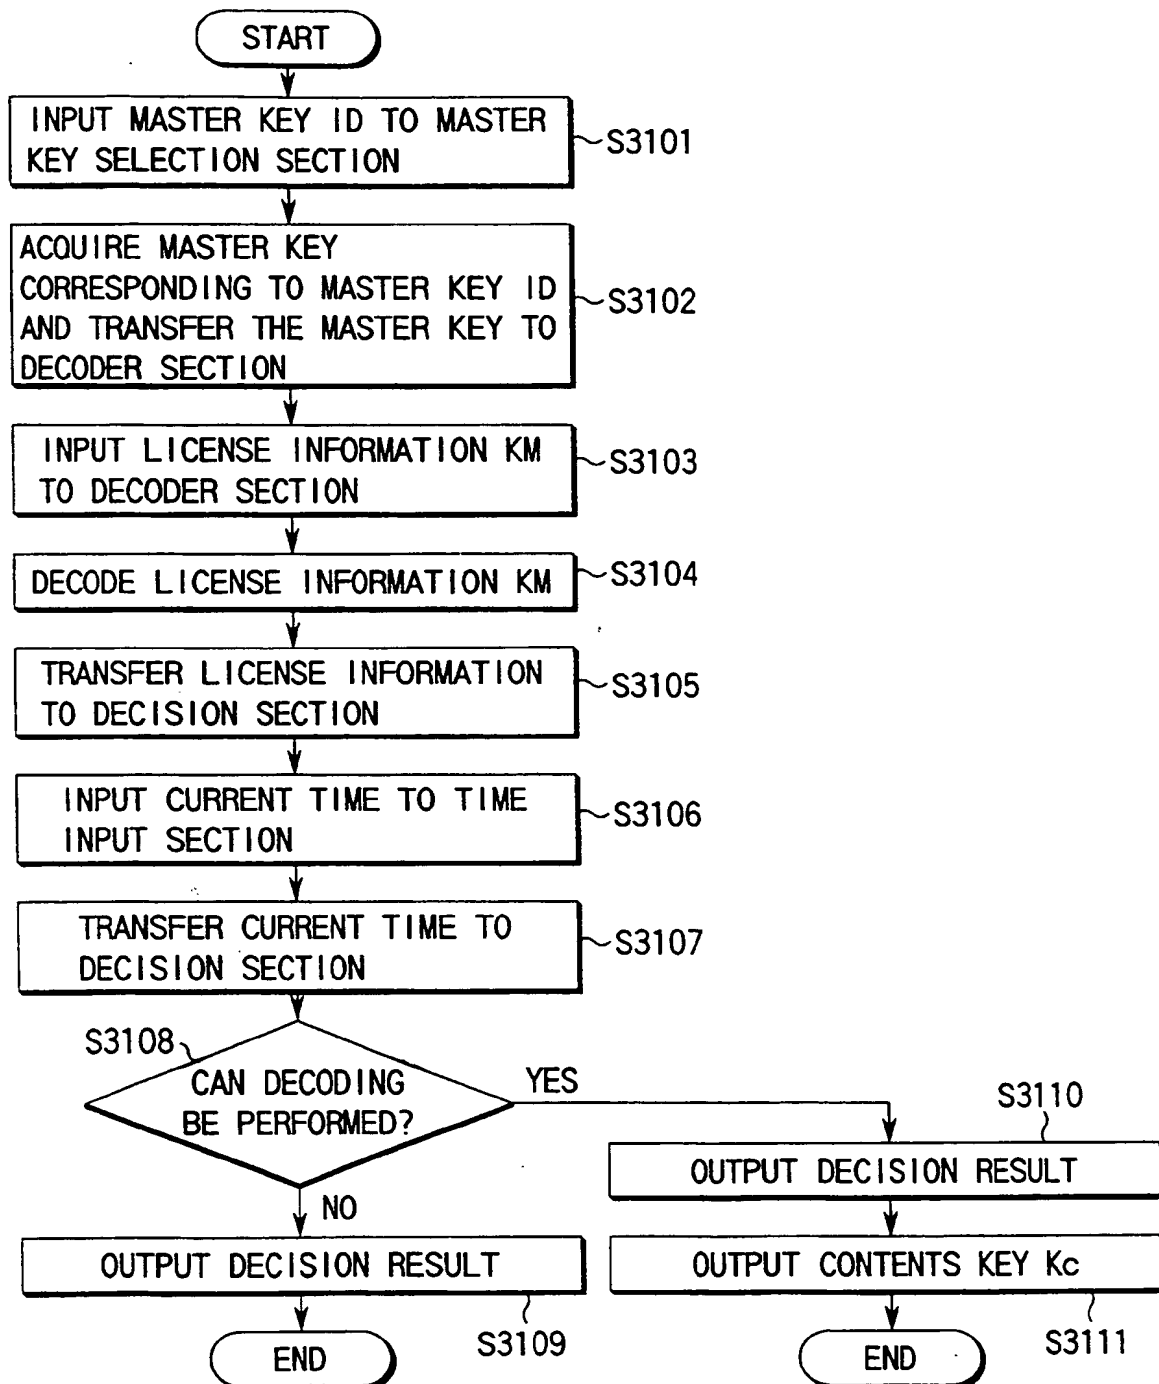 START
INPUT MASTER KEY ID TO MASTER
KEY SELECTION SECTION
S3101
ACQUIRE MASTER KEY
CORRESPONDING TO MASTER KEY ID
AND TRANSFER THE MASTER KEY TO
DECODER SECTION
S3102
INPUT LICENSE INFORMATION KM
TO DECODER SECTION
S3103
DECODE LICENSE INFORMATION KM
S3104
TRANSFER LICENSE INFORMATION
TO DECISION SECTION
S3105
INPUT CURRENT TIME TO TIME
INPUT SECTION
S3106
TRANSFER CURRENT TIME TO
DECISION SECTION
S3107
S3108
CAN DECODING
BE PERFORMED?
YES
NO
OUTPUT DECISION RESULT
S3109
END
S3110
OUTPUT DECISION RESULT
OUTPUT CONTENTS KEY Kc
S3111
END